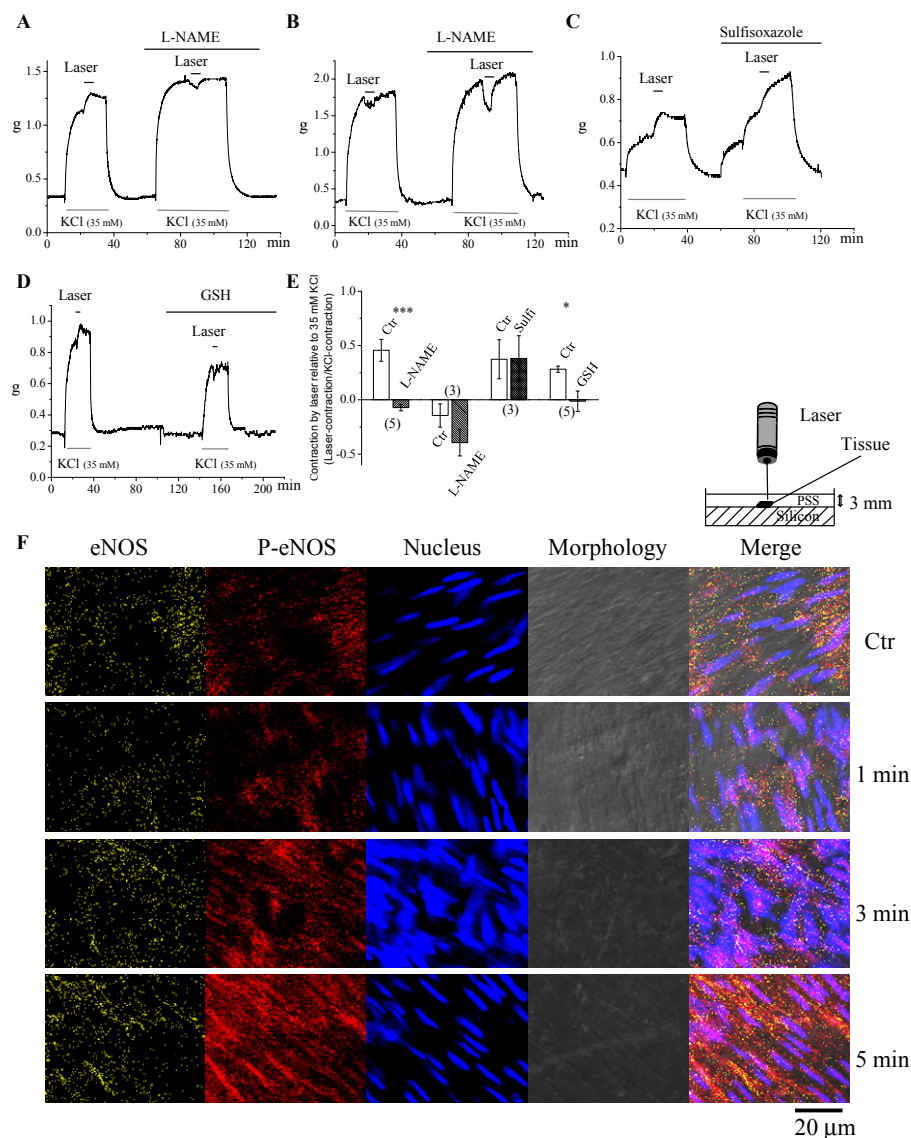 A
L-NAME
Laser
Laser
g
1.5
1.0
0.5
0.0
KCl (35 mM)
KCl (35 mM)
0
40
80
120
min
B
L-NAME
Laser
Laser
g
2.0
1.5
1.0
0.5
0.0
KCl (35 mM)
KCl (35 mM)
0
40
80
120
min
C
Sulfisoxazole
Laser
Laser
g
1.0
0.8
0.6
0.4
0.2
KCl (35 mM)
KCl (35 mM)
0
40
80
120
min
D
Laser
GSH
Laser
g
1.0
0.8
0.6
0.4
0.2
0.0
KCl (35 mM)
KCl (35 mM)
0
40
80
120
160
200
min
E
Contraction by laser relative to 35 mM KCl
(Laser-contraction/KCl-contraction)
1.0
0.5
0.0
-0.5
Ctr
***
L-NAME
(5)
(3)
Ctr
L-NAME
Ctr
Sulfi
(3)
*
Ctr
GSH
(5)
Laser
Tissue
PSS
3 mm
Silicon
F
eNOS P-eNOS Nucleus Morphology Merge
Ctr
1 min
3 min
5 min
20 µm